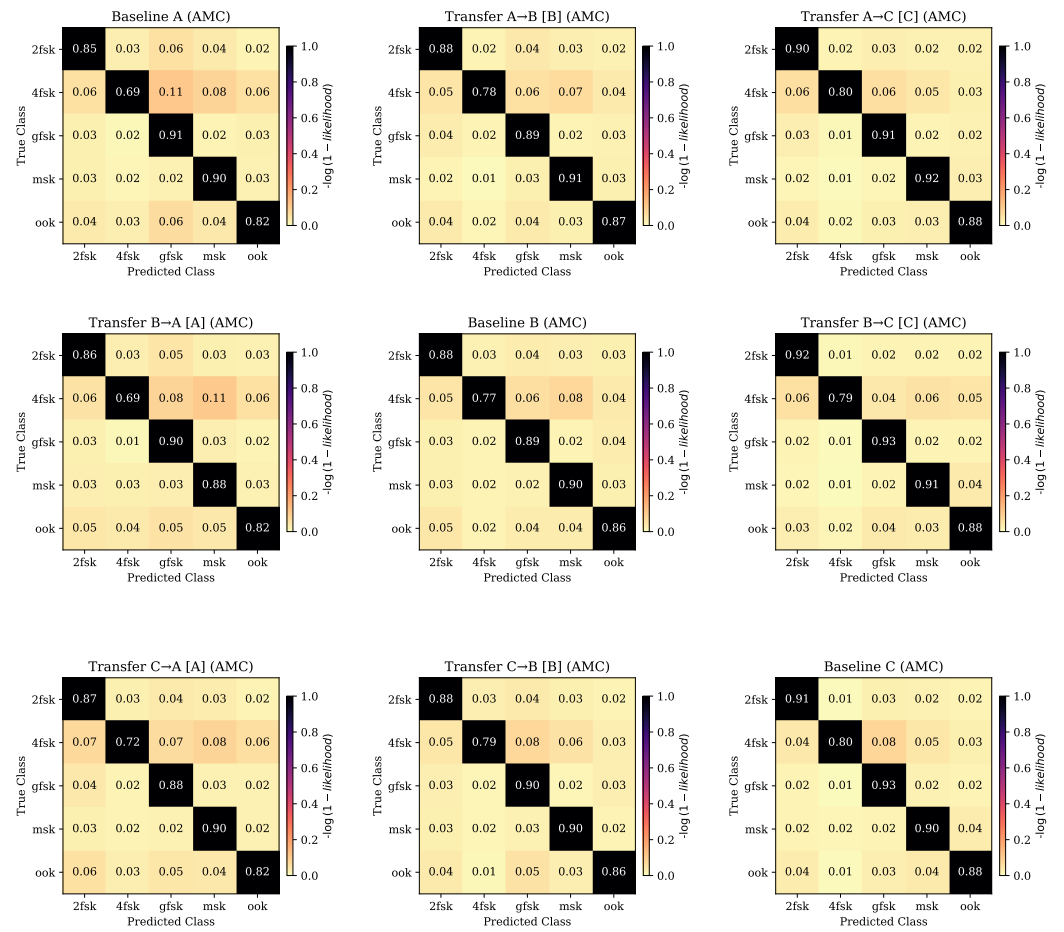 Baseline A (AMC)
2fsk 0.85 0.03 0.06 0.04 0.02
4fsk 0.06 0.69 0.11 0.08 0.06
gfsk 0.03 0.02 0.91 0.02 0.03
msk 0.03 0.02 0.02 0.90 0.03
ook 0.04 0.03 0.06 0.04 0.82
2fsk 4fsk gfsk msk ook
Predicted Class
True Class
1.0
0.8
0.6
0.4
0.2
0.0
-log(1 − likelihood)
Transfer A→B [B] (AMC)
2fsk 0.88 0.02 0.04 0.03 0.02
4fsk 0.05 0.78 0.06 0.07 0.04
gfsk 0.04 0.02 0.89 0.02 0.03
msk 0.02 0.01 0.03 0.91 0.03
ook 0.04 0.02 0.04 0.03 0.87
2fsk 4fsk gfsk msk ook
Predicted Class
True Class
1.0
0.8
0.6
0.4
0.2
0.0
-log(1 − likelihood)
Transfer A→C [C] (AMC)
2fsk 0.90 0.02 0.03 0.02 0.02
4fsk 0.06 0.80 0.06 0.05 0.03
gfsk 0.03 0.01 0.91 0.02 0.03
msk 0.02 0.01 0.02 0.92 0.03
ook 0.04 0.02 0.03 0.03 0.88
2fsk 4fsk gfsk msk ook
Predicted Class
True Class
1.0
0.8
0.6
0.4
0.2
0.0
-log(1 − likelihood)
Transfer B→A [A] (AMC)
2fsk 0.86 0.03 0.05 0.03 0.03
4fsk 0.06 0.69 0.08 0.11 0.06
gfsk 0.03 0.01 0.90 0.03 0.02
msk 0.03 0.03 0.03 0.88 0.03
ook 0.05 0.04 0.05 0.05 0.82
2fsk 4fsk gfsk msk ook
Predicted Class
True Class
1.0
0.8
0.6
0.4
0.2
0.0
-log(1 − likelihood)
Baseline B (AMC)
2fsk 0.88 0.03 0.04 0.03 0.02
4fsk 0.05 0.77 0.06 0.08 0.04
gfsk 0.03 0.02 0.89 0.02 0.04
msk 0.03 0.02 0.02 0.90 0.03
ook 0.05 0.02 0.04 0.04 0.86
2fsk 4fsk gfsk msk ook
Predicted Class
True Class
1.0
0.8
0.6
0.4
0.2
0.0
-log(1 − likelihood)
Transfer B→C [C] (AMC)
2fsk 0.92 0.01 0.02 0.02 0.02
4fsk 0.06 0.79 0.04 0.06 0.05
gfsk 0.02 0.01 0.93 0.02 0.03
msk 0.02 0.01 0.02 0.91 0.04
ook 0.03 0.02 0.04 0.03 0.88
2fsk 4fsk gfsk msk ook
Predicted Class
True Class
1.0
0.8
0.6
0.4
0.2
0.0
-log(1 − likelihood)
Transfer C→A [A] (AMC)
2fsk 0.87 0.03 0.04 0.03 0.02
4fsk 0.07 0.72 0.07 0.08 0.06
gfsk 0.04 0.02 0.88 0.03 0.02
msk 0.03 0.02 0.02 0.90 0.02
ook 0.06 0.03 0.05 0.04 0.82
2fsk 4fsk gfsk msk ook
Predicted Class
True Class
1.0
0.8
0.6
0.4
0.2
0.0
-log(1 − likelihood)
Transfer C→B [B] (AMC)
2fsk 0.88 0.03 0.04 0.03 0.02
4fsk 0.05 0.79 0.08 0.06 0.03
gfsk 0.03 0.02 0.90 0.02 0.03
msk 0.03 0.02 0.03 0.90 0.02
ook 0.04 0.01 0.05 0.03 0.86
2fsk 4fsk gfsk msk ook
Predicted Class
True Class
1.0
0.8
0.6
0.4
0.2
0.0
-log(1 − likelihood)
Baseline C (AMC)
2fsk 0.91 0.01 0.03 0.02 0.02
4fsk 0.04 0.80 0.08 0.05 0.03
gfsk 0.02 0.01 0.93 0.02 0.03
msk 0.02 0.02 0.02 0.90 0.04
ook 0.04 0.01 0.04 0.03 0.88
2fsk 4fsk gfsk msk ook
Predicted Class
True Class
1.0
0.8
0.6
0.4
0.2
0.0
-log(1 − likelihood)